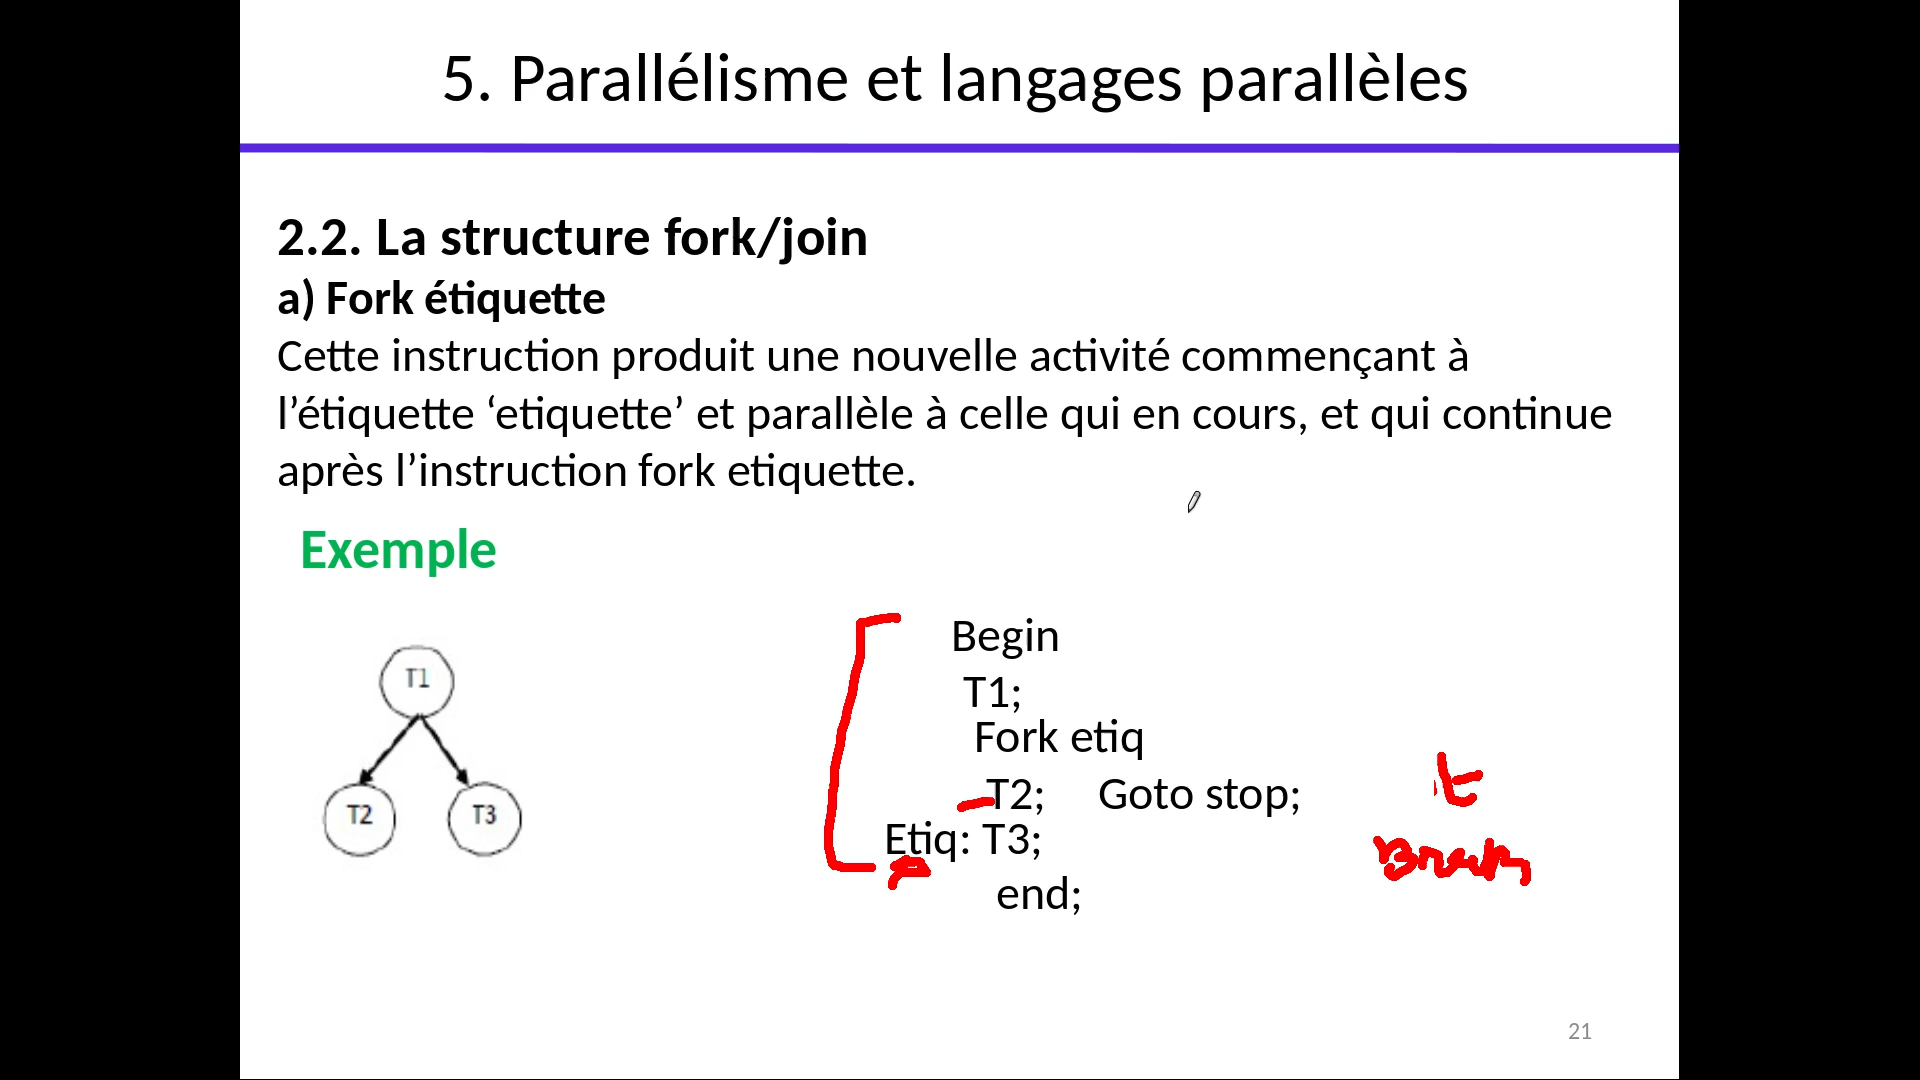 5. Parallélisme et langages parallèles
2.2. La structure fork/join
a) Fork étiquette
Cette instruction produit une nouvelle activité commençant à
l’étiquette ‘etiquette’ et parallèle à celle qui en cours, et qui continue
après l’instruction fork etiquette.
Exemple
T1
T2 T3
Begin
T1;
Fork etiq
T2; Goto stop;
Etiq: T3;
end;
21